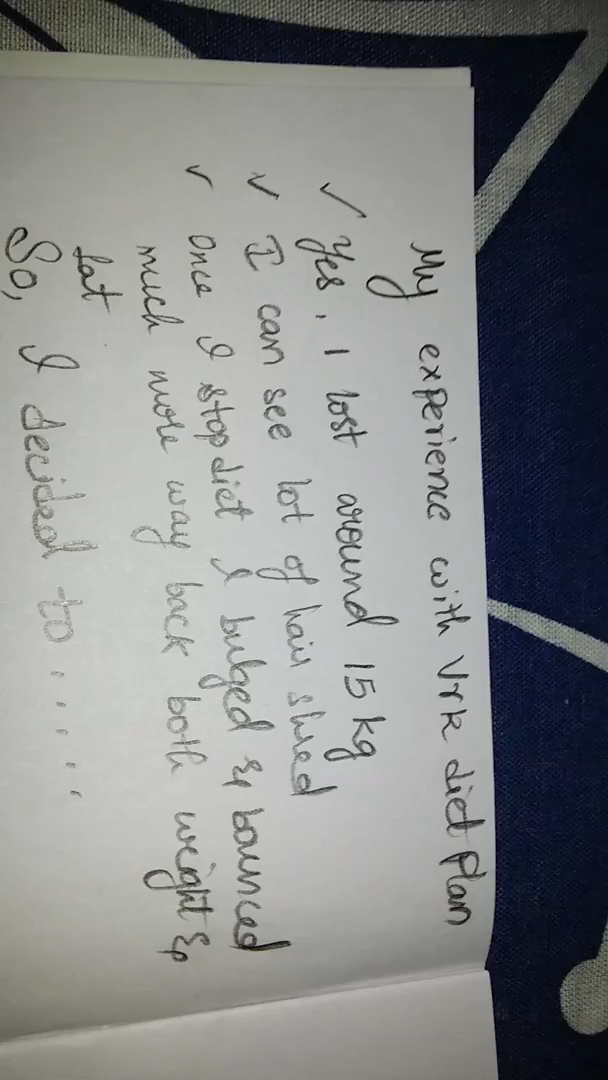 My experience with Vrk diet plan
✓ Yes, I lost around 15 kg
✓ I can see lot of hair shred
✓ Once I stop diet I bulged & bounced
much more way back both weight &
fat
So, I decided to......